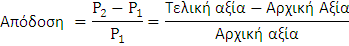 Απόδοση = P₂ − P₁ / P₁ = Τελική αξία − Αρχική Αξία / Αρχική αξία